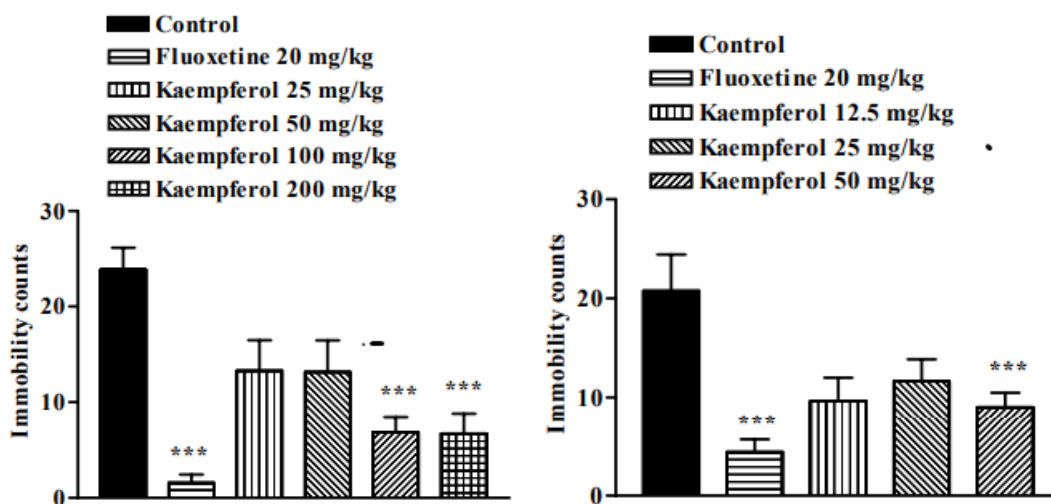 Control
Fluoxetine 20 mg/kg
Kaempferol 25 mg/kg
Kaempferol 50 mg/kg
Kaempferol 100 mg/kg
Kaempferol 200 mg/kg
30
20
10
0
Immobility counts
***
***
***
Control
Fluoxetine 20 mg/kg
Kaempferol 12.5 mg/kg
Kaempferol 25 mg/kg
Kaempferol 50 mg/kg
30
20
10
0
Immobility counts
***
***